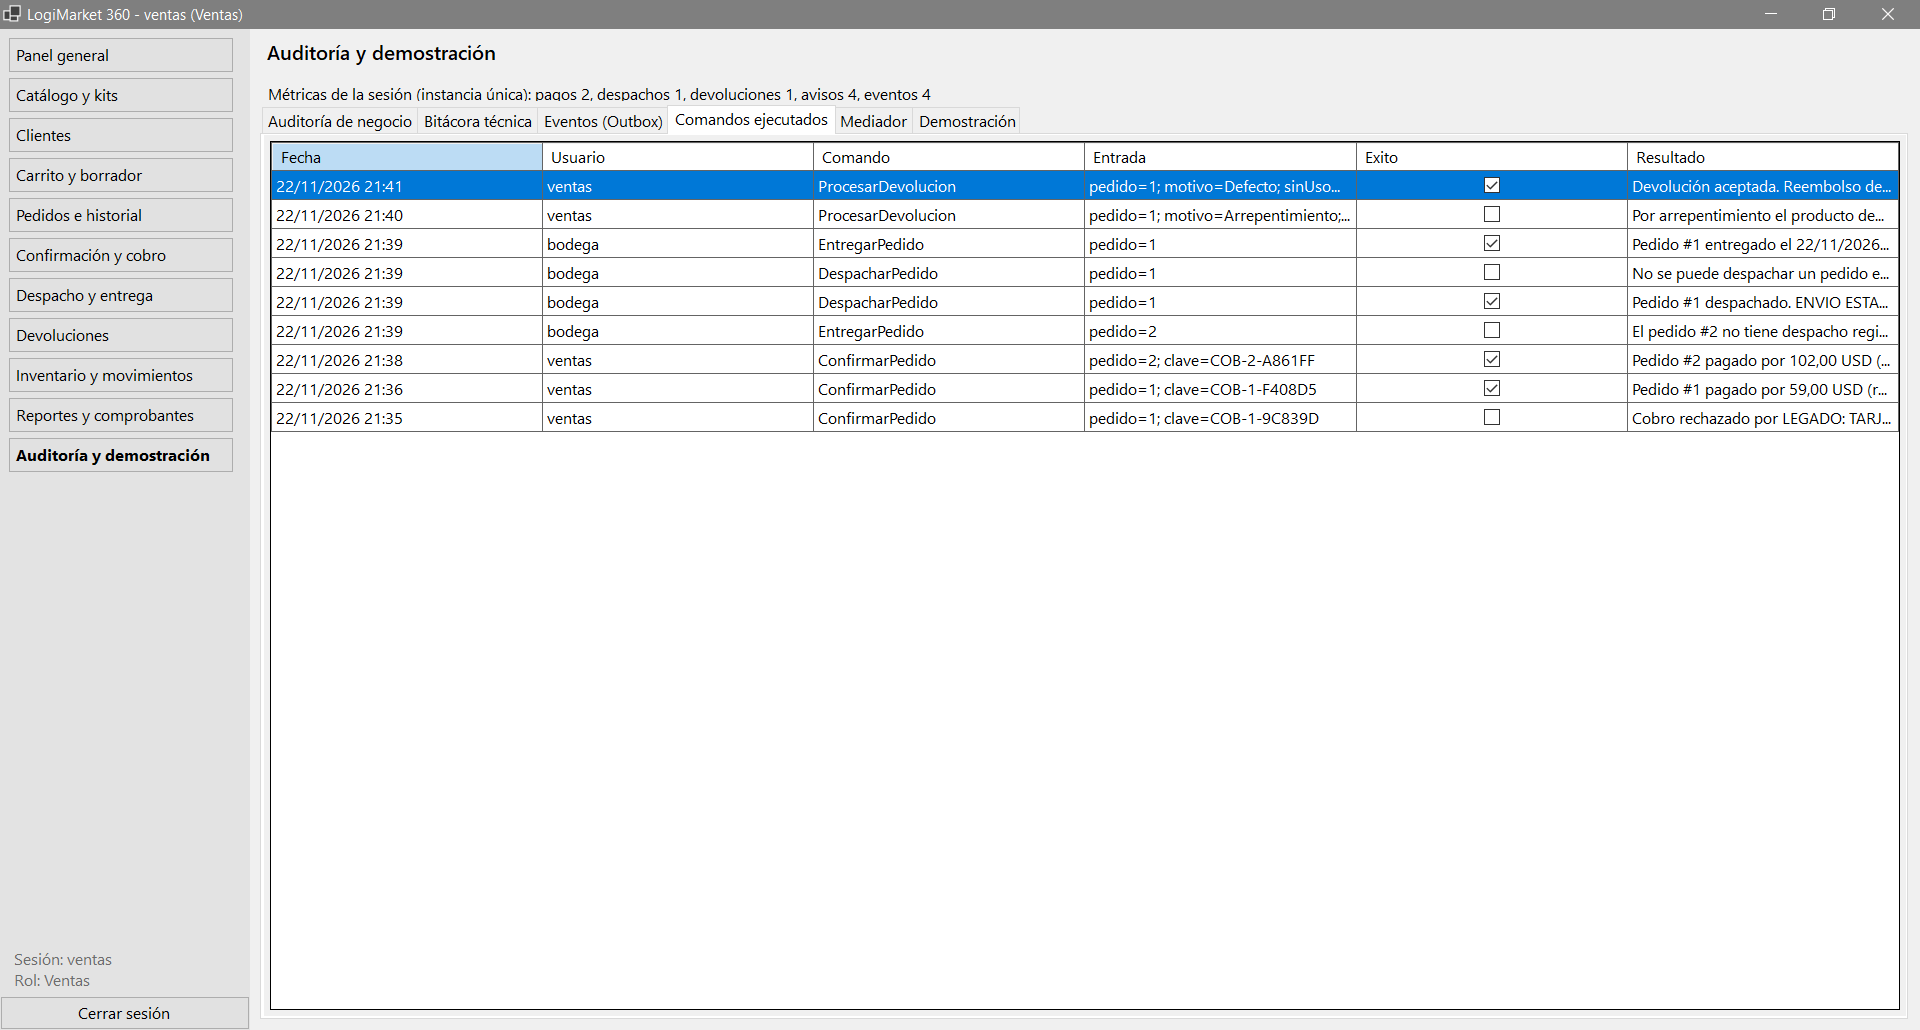 LogiMarket 360 - ventas (Ventas)
Panel general
Catálogo y kits
Clientes
Carrito y borrador
Pedidos e historial
Confirmación y cobro
Despacho y entrega
Devoluciones
Inventario y movimientos
Reportes y comprobantes
Auditoría y demostración
Sesión: ventas
Rol: Ventas
Cerrar sesión
Auditoría y demostración
Métricas de la sesión (instancia única): pagos 2, despachos 1, devoluciones 1, avisos 4, eventos 4
Auditoría de negocio Bitácora técnica Eventos (Outbox) Comandos ejecutados Mediador Demostración
Fecha Usuario Comando Entrada Exito Resultado
22/11/2026 21:41 ventas ProcesarDevolucion pedido=1; motivo=Defecto; sinUso... Devolución aceptada. Reembolso de...
22/11/2026 21:40 ventas ProcesarDevolucion pedido=1; motivo=Arrepentimiento;... Por arrepentimiento el producto de...
22/11/2026 21:39 bodega EntregarPedido pedido=1 Pedido #1 entregado el 22/11/2026...
22/11/2026 21:39 bodega DespacharPedido pedido=1 No se puede despachar un pedido e...
22/11/2026 21:39 bodega DespacharPedido pedido=1 Pedido #1 despachado. ENVIO ESTA...
22/11/2026 21:39 bodega EntregarPedido pedido=2 El pedido #2 no tiene despacho regi...
22/11/2026 21:38 ventas ConfirmarPedido pedido=2; clave=COB-2-A861FF Pedido #2 pagado por 102,00 USD (...
22/11/2026 21:36 ventas ConfirmarPedido pedido=1; clave=COB-1-F408D5 Pedido #1 pagado por 59,00 USD (r...
22/11/2026 21:35 ventas ConfirmarPedido pedido=1; clave=COB-1-9C839D Cobro rechazado por LEGADO: TARJ...